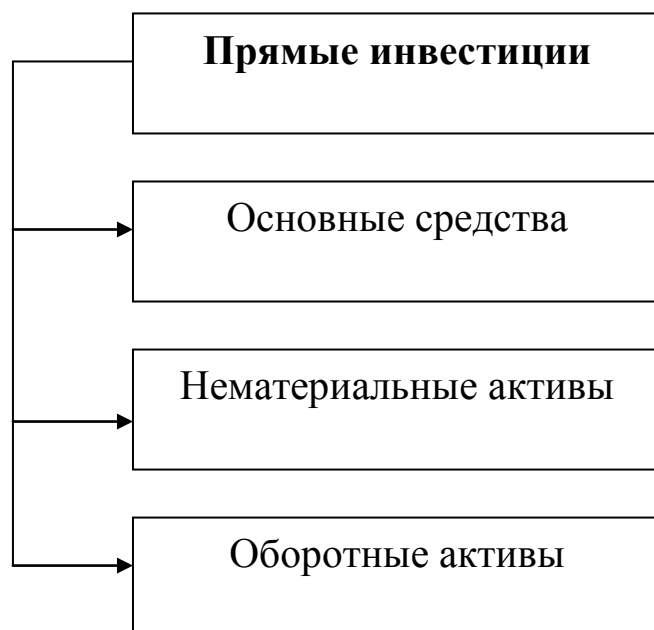 Прямые инвестиции
Основные средства
Нематериальные активы
Оборотные активы